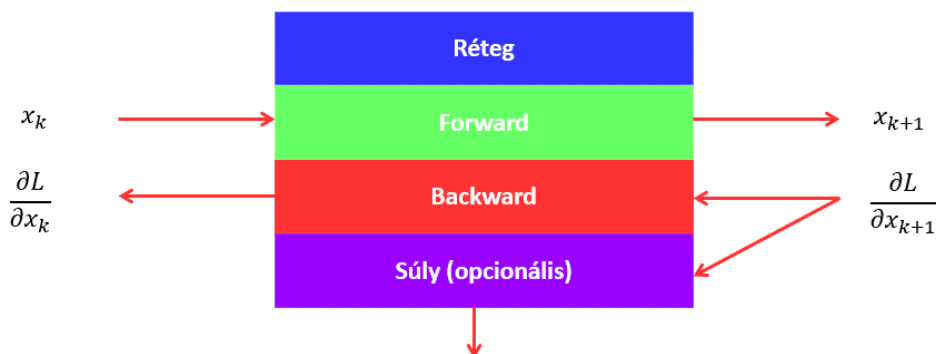 Réteg
x_k
Forward
x_{k+1}
∂L/∂x_k
Backward
∂L/∂x_{k+1}
Súly (opcionális)